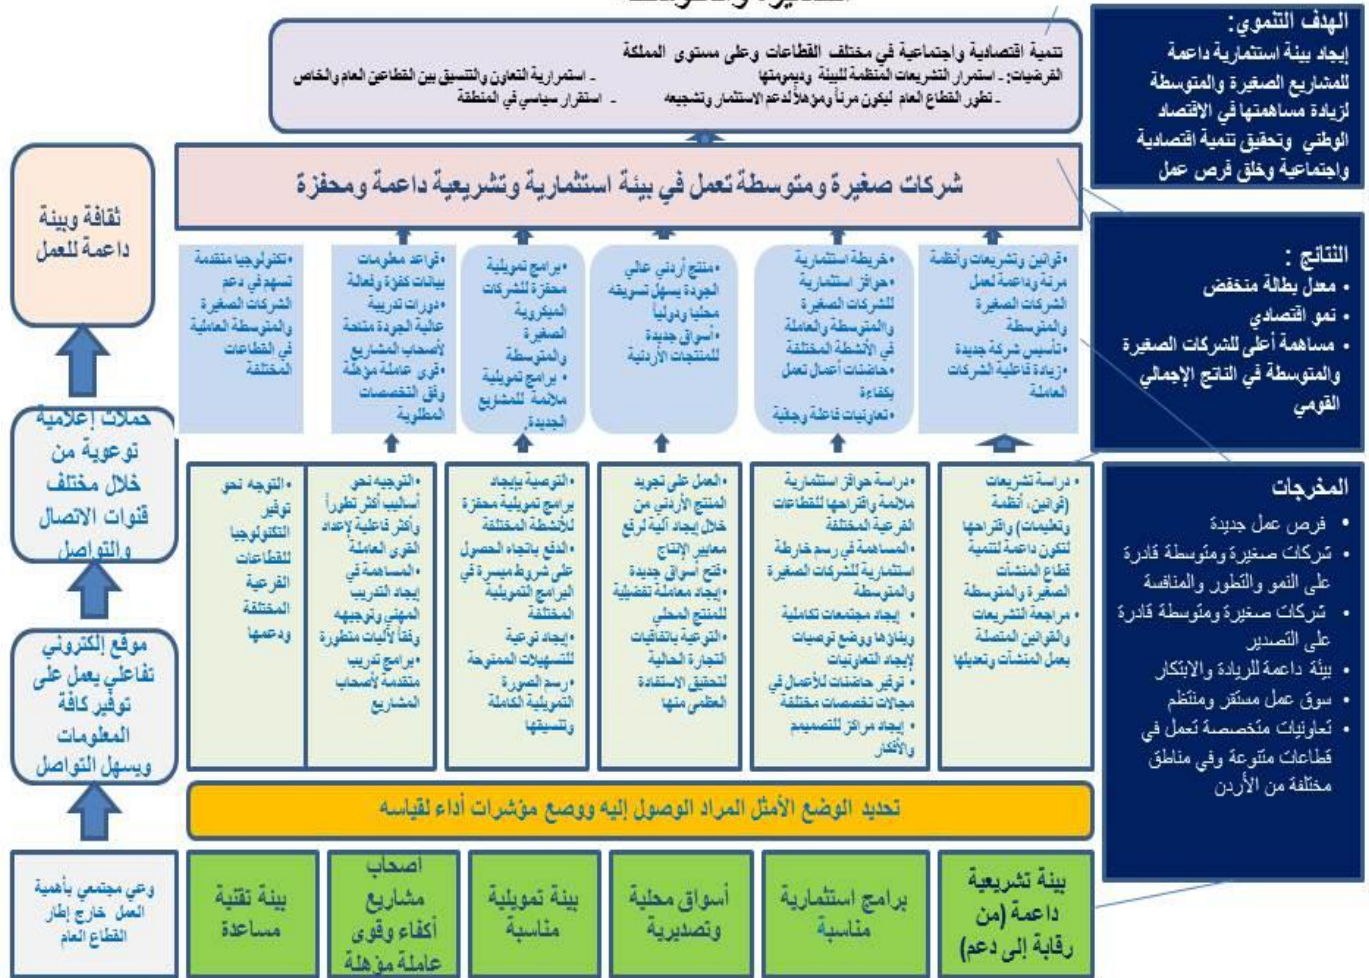 الهدف التنموي:
إيجاد بيئة استثمارية داعمة
للمشاريع الصغيرة والمتوسطة
لزيادة مساهمتها في الاقتصاد
الوطني وتحقيق تنمية اقتصادية
واجتماعية وخلق فرص عمل
تنمية اقتصادية واجتماعية في مختلف القطاعات وعلى مستوى المملكة
الفرضيات: - استمرار التشريعات المنظمة للبيئة وديمومتها - استمرارية التعاون والتنسيق بين القطاعين العام والخاص
- تطور القطاع العام ليكون مرناً ومؤهلاً لدعم الاستثمار وتشجيعه - استقرار سياسي في المنطقة
شركات صغيرة ومتوسطة تعمل في بيئة استثمارية وتشريعية داعمة ومحفزة
النتائج :
• معدل بطالة منخفض
• نمو اقتصادي
• مساهمة أعلى للشركات الصغيرة
والمتوسطة في الناتج الإجمالي
القومي
•قوانين وتشريعات وأنظمة
مرنة وداعمة لعمل
الشركات الصغيرة
والمتوسطة
•تأسيس شركة جديدة
•زيادة فاعلية الشركات
العاملة
•خريطة استثمارية
•حوافز استثمارية
للشركات الصغيرة
والمتوسطة والعاملة
في الأنشطة المختلفة
•حاضنات أعمال تعمل
بكفاءة
•تعاونيات فاعلة وجقية
•منتج أردني عالي
الجودة يسهل تسويقه
محليا ودولياً
•أسواق جديدة
للمنتجات الأردنية
•برامج تمويلية
محفزة للشركات
الميكروية
الصغيرة
والمتوسطة
• برامج تمويلية
ملائمة للمشاريع
الجديدة.
•قواعد معلومات
بيانات كفؤة وفعالة
•دورات تدريبية
عالية الجودة متاحة
لأصحاب المشاريع
•قوى عاملة مؤهلة
وفق التخصصات
المطلوبة
•تكنولوجيا متقدمة
تسهم في دعم
الشركات الصغيرة
والمتوسطة العاملة
في القطاعات
المختلفة
المخرجات
• فرص عمل جديدة
• شركات صغيرة ومتوسطة قادرة
على النمو والتطور والمنافسة
• شركات صغيرة ومتوسطة قادرة
على التصدير
• بيئة داعمة للريادة والابتكار
• سوق عمل مستقر ومنتظم
• تعاونيات متخصصة تعمل في
قطاعات متنوعة وفي مناطق
مختلفة من الأردن
• دراسة تشريعات
(قوانين، أنظمة
وتعليمات) واقتراحها
لتكون داعمة لتنمية
قطاع المنشآت
الصغيرة والمتوسطة
• مراجعة التشريعات
والقوانين المتصلة
بعمل المنشآت وتعديلها
•دراسة حوافز استثمارية
ملائمة واقتراحها للقطاعات
الفرعية المختلفة
•المساهمة في رسم خارطة
استثمارية للشركات الصغيرة
والمتوسطة
• إيجاد مجتمعات تكاملية
وبناؤها ووضع توصيات
لإيجاد التعاونيات
• توفير حاضنات للأعمال في
مجالات تخصصات مختلفة
• إيجاد مراكز للتصميم
والأفكار
•العمل على تجويد
المنتج الأردني من
خلال إيجاد آلية لرفع
معايير الإنتاج
•فتح أسواق جديدة
•إيجاد معاملة تفضيلية
للمنتج المحلي
•التوعية باتفاقيات
التجارة الحالية
لتحقيق الاستفادة
العظمى منها
•التوصية بإيجاد
برامج تمويلية محفزة
للأنشطة المختلفة
•الدفع باتجاه الحصول
على شروط ميسرة في
البرامج التمويلية
المختلفة
•إيجاد توعية
للتسهيلات الممنوحة
•رسم الصورة
التمويلية الكاملة
وتنسيقها
•التوجيه نحو
أساليب أكثر تطوراً
وأكثر فاعلية لإعداد
القوى العاملة
•المساهمة في
إيجاد التدريب
المهني وتوجيهه
وفقاً لآليات متطورة
•برامج تدريب
متقدمة لأصحاب
المشاريع
•التوجه نحو
توفير
التكنولوجيا
للقطاعات
الفرعية
المختلفة
ودعمها
تحديد الوضع الأمثل المراد الوصول إليه ووضع مؤشرات أداء لقياسه
بيئة تشريعية
داعمة (من
رقابة إلى دعم)
برامج استثمارية
مناسبة
أسواق محلية
وتصديرية
بيئة تمويلية
مناسبة
أصحاب
مشاريع
أكفاء وقوى
عاملة مؤهلة
بيئة تقنية
مساعدة
ثقافة وبيئة
داعمة للعمل
حملات إعلامية
توعوية من
خلال مختلف
قنوات الاتصال
والتواصل
موقع إلكتروني
تفاعلي يعمل على
توفير كافة
المعلومات
ويسهل التواصل
وعي مجتمعي بأهمية
العمل خارج إطار
القطاع العام